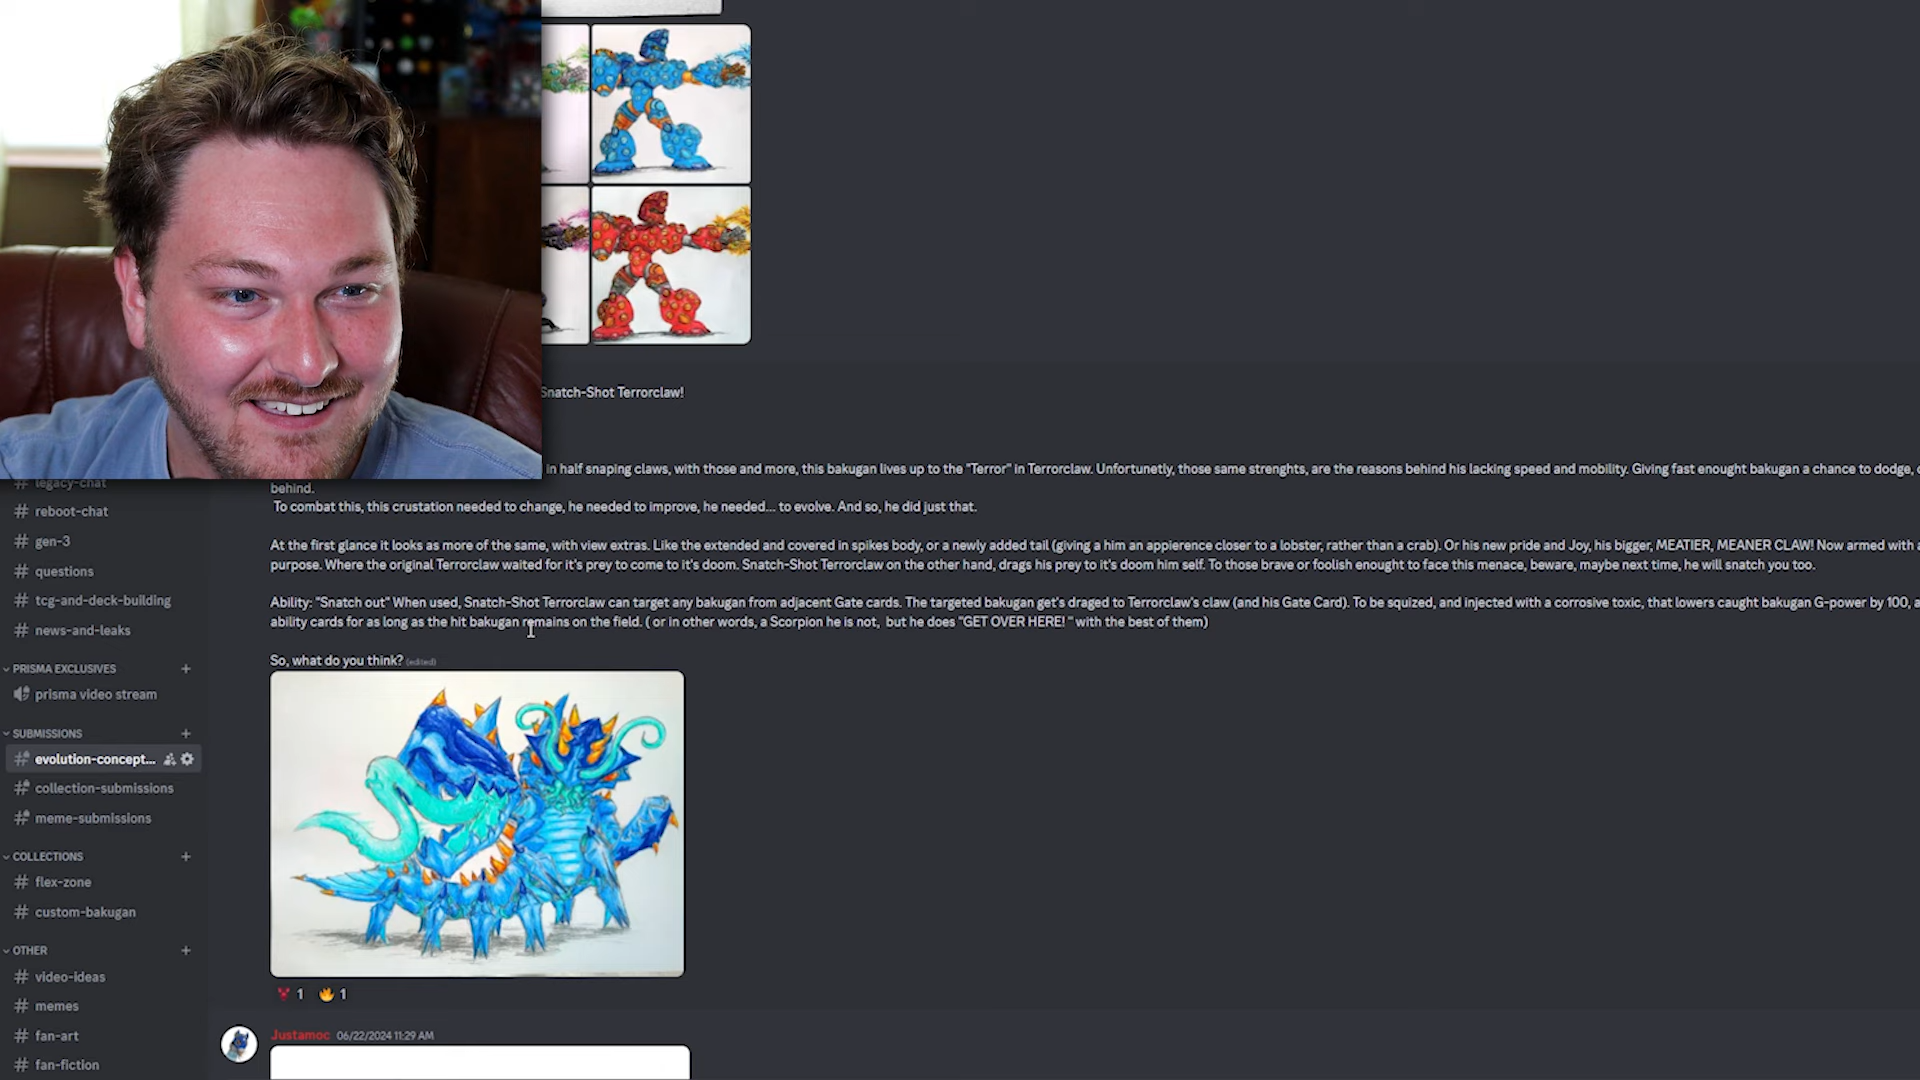 Snatch-Shot Terrorclaw!
in half snaping claws, with those and more, this bakugan lives up to the "Terror" in Terrorclaw. Unfortunetly, those same strenghts, are the reasons behind his lacking speed and mobility. Giving fast enought bakugan a chance to dodge,
behind.
To combat this, this crustation needed to change, he needed to improve, he needed... to evolve. And so, he did just that.
At the first glance it looks as more of the same, with view extras. Like the extended and covered in spikes body, or a newly added tail (giving a him an appierence closer to a lobster, rather than a crab). Or his new pride and Joy, his bigger, MEATIER, MEANER CLAW! Now armed with a
purpose. Where the original Terrorclaw waited for it's prey to come to it's doom. Snatch-Shot Terrorclaw on the other hand, drags his prey to it's doom him self. To those brave or foolish enought to face this menace, beware, maybe next time, he will snatch you too.
Ability: "Snatch out" When used, Snatch-Shot Terrorclaw can target any bakugan from adjacent Gate cards. The targeted bakugan get's draged to Terrorclaw's claw (and his Gate Card). To be squized, and injected with a corrosive toxic, that lowers caught bakugan G-power by 100,
ability cards for as long as the hit bakugan remains on the field. ( or in other words, a Scorpion he is not, but he does "GET OVER HERE! " with the best of them)
So, what do you think? (edited)
1 1
Justamoc 06/22/2024 11:29 AM
legacy-chat
# reboot-chat
# gen-3
# questions
# tcg-and-deck-building
# news-and-leaks
PRISMA EXCLUSIVES +
prisma video stream
SUBMISSIONS +
# evolution-concept...
# collection-submissions
# meme-submissions
COLLECTIONS +
# flex-zone
# custom-bakugan
OTHER +
# video-ideas
# memes
# fan-art
# fan-fiction